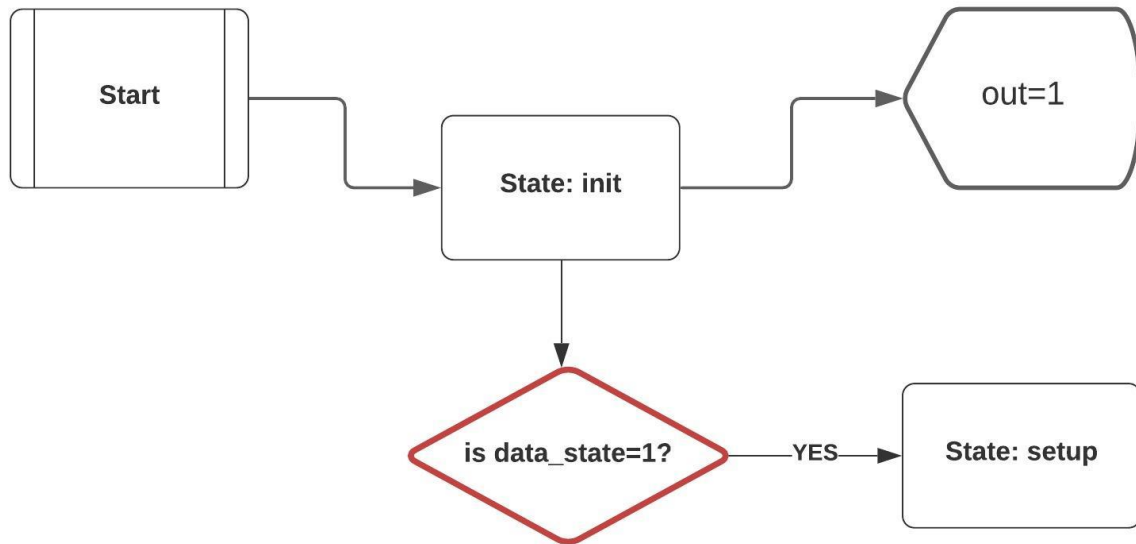 Start
State: init
out=1
is data_state=1?
YES
State: setup